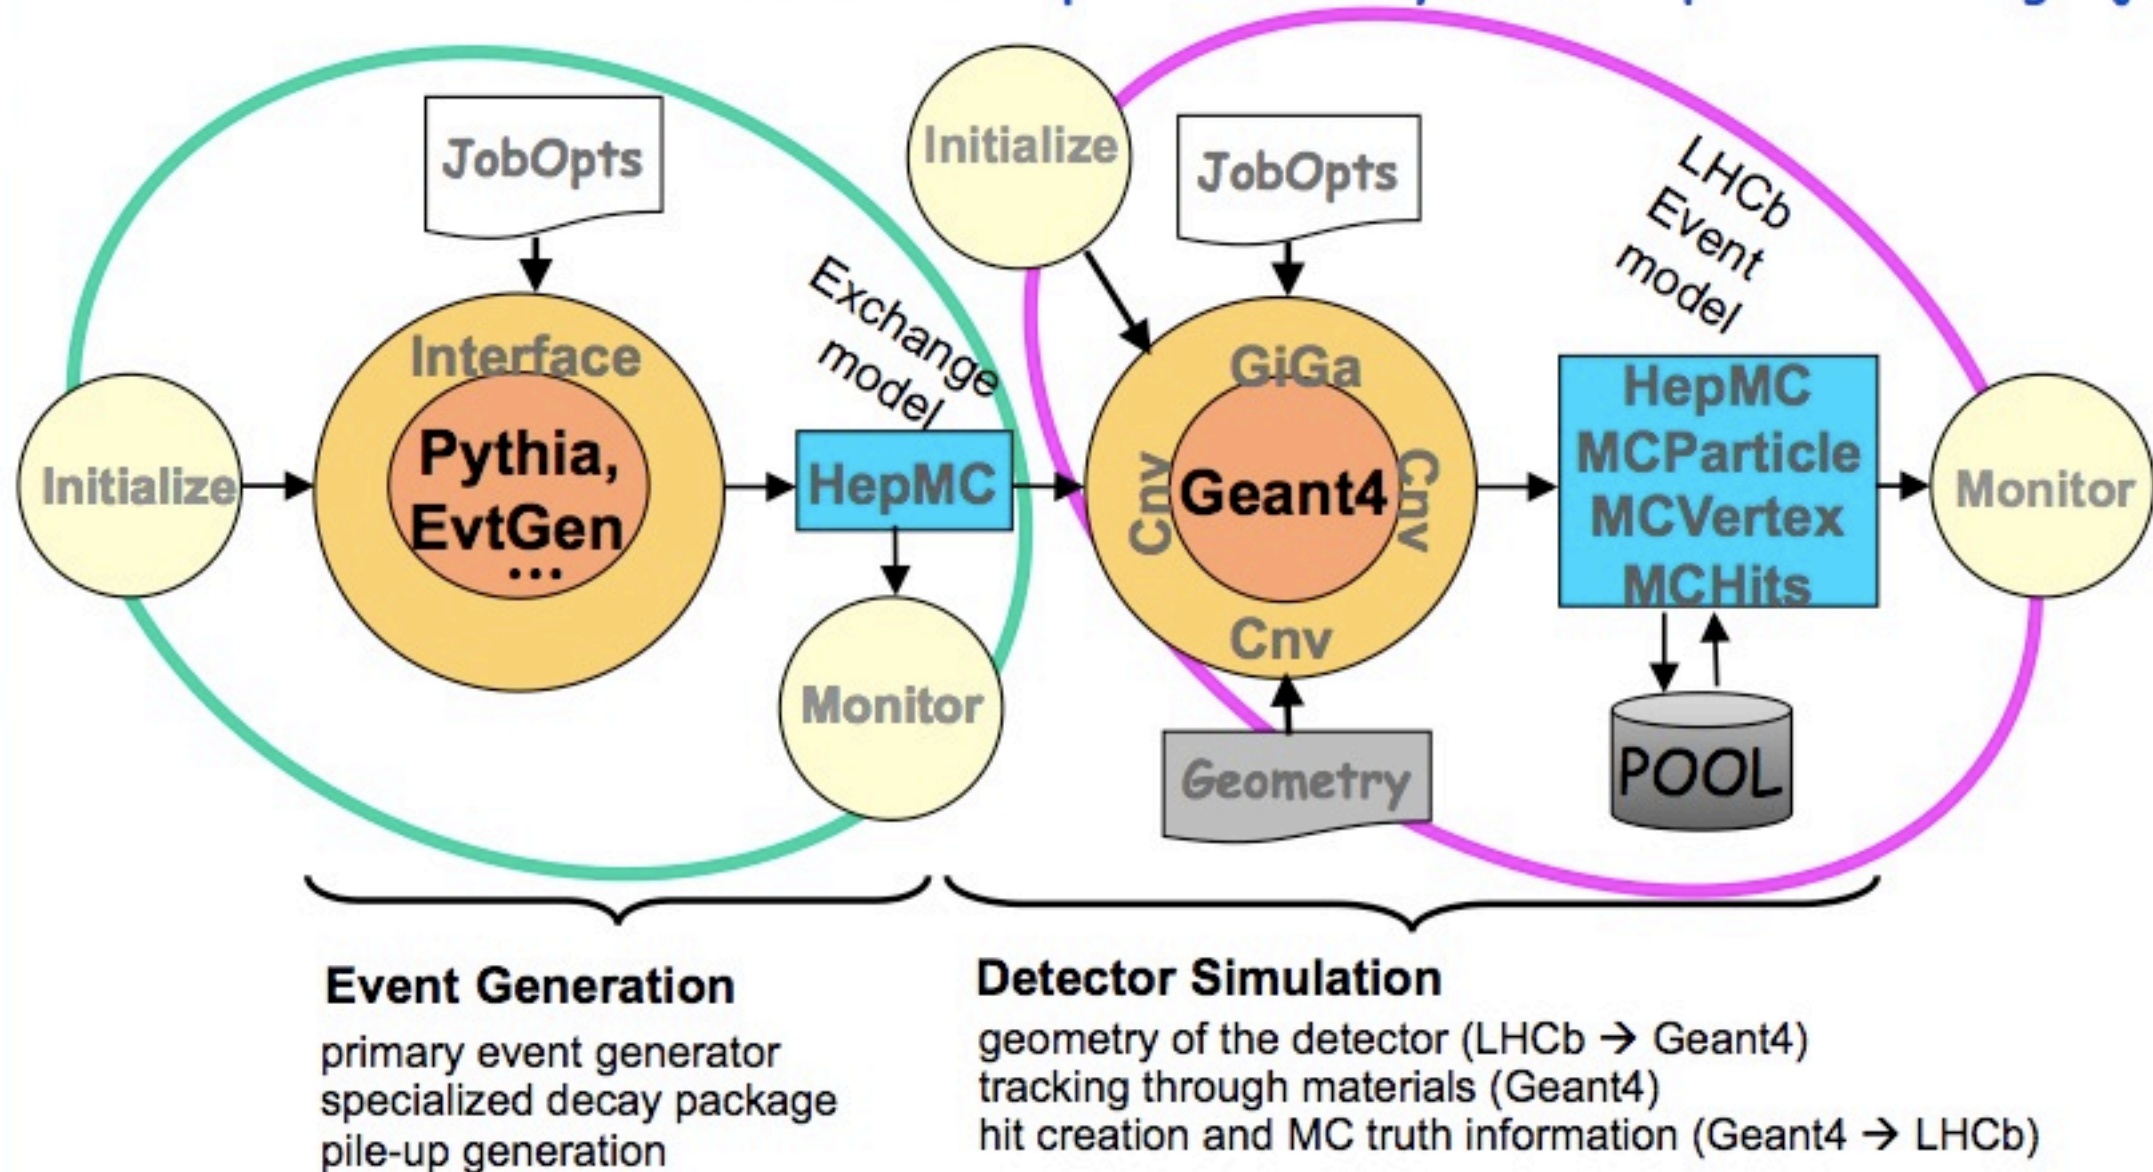 JobOpts
Interface
Pythia,
EvtGen
...
Initialize
Exchange
model
HepMC
Monitor
Initialize
JobOpts
GiGa
Cnv
Geant4
Cnv
Cnv
Geometry
LHCb
Event
model
HepMC
MCParticle
MCVertex
MCHits
POOL
Monitor
Event Generation
primary event generator
specialized decay package
pile-up generation
Detector Simulation
geometry of the detector (LHCb → Geant4)
tracking through materials (Geant4)
hit creation and MC truth information (Geant4 → LHCb)